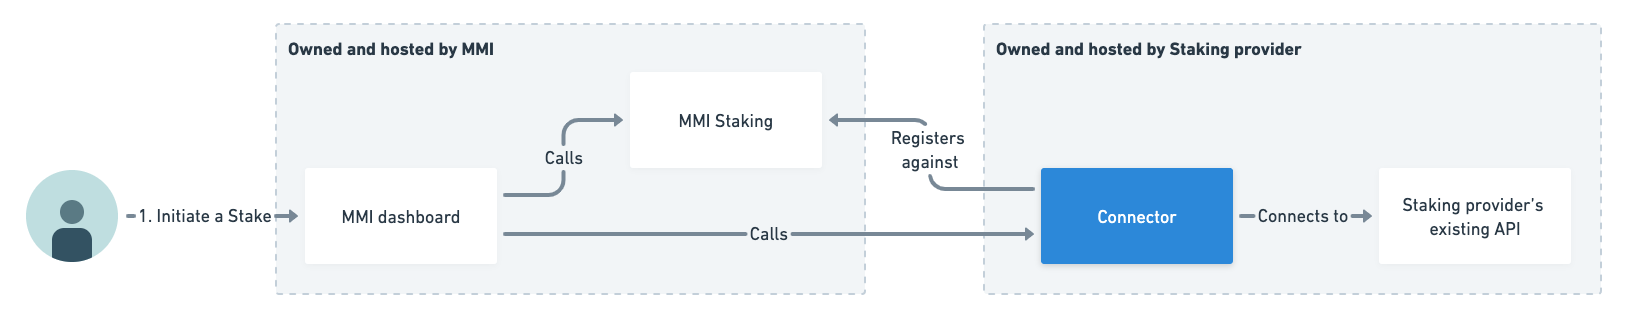 Owned and hosted by MMI
Owned and hosted by Staking provider
MMI Staking
Calls
Registers
against
1. Initiate a Stake
MMI dashboard
Calls
Connector
Connects to
Staking provider's
existing API